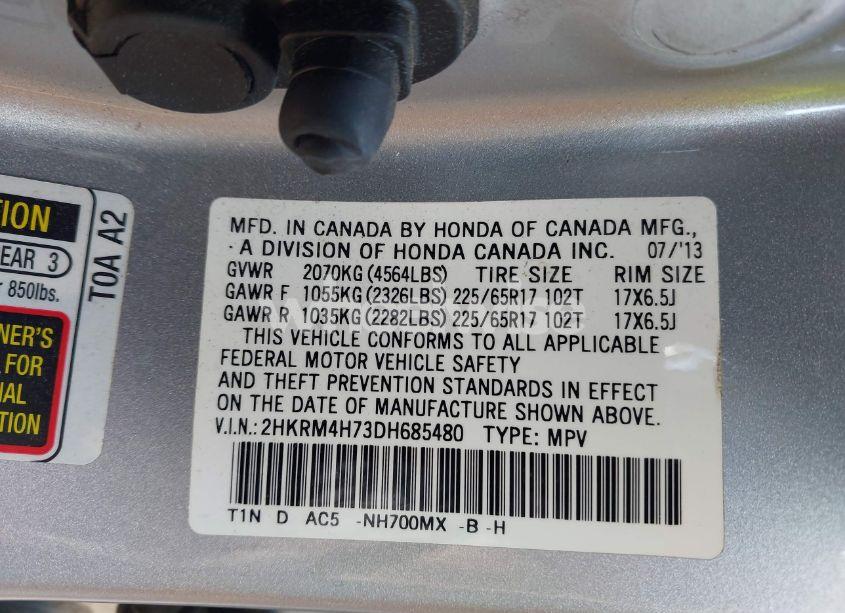 TION
EAR 3
850lbs.
NER'S
FOR
NAL
TION
TOA A2
MFD. IN CANADA BY HONDA OF CANADA MFG.,
A DIVISION OF HONDA CANADA INC. 07/'13
GVWR 2070KG(4564LBS) TIRE SIZE RIM SIZE
GAWR F 1055KG(2326LBS) 225/65R17 102T 17X6.5J
GAWR R 1035KG(2282LBS) 225/65R17 102T 17X6.5J
THIS VEHICLE CONFORMS TO ALL APPLICABLE
FEDERAL MOTOR VEHICLE SAFETY
AND THEFT PREVENTION STANDARDS IN EFFECT
ON THE DATE OF MANUFACTURE SHOWN ABOVE.
V.I.N.: 2HKRM4H73DH685480 TYPE: MPV
T1N D AC5 -NH700MX -B -H